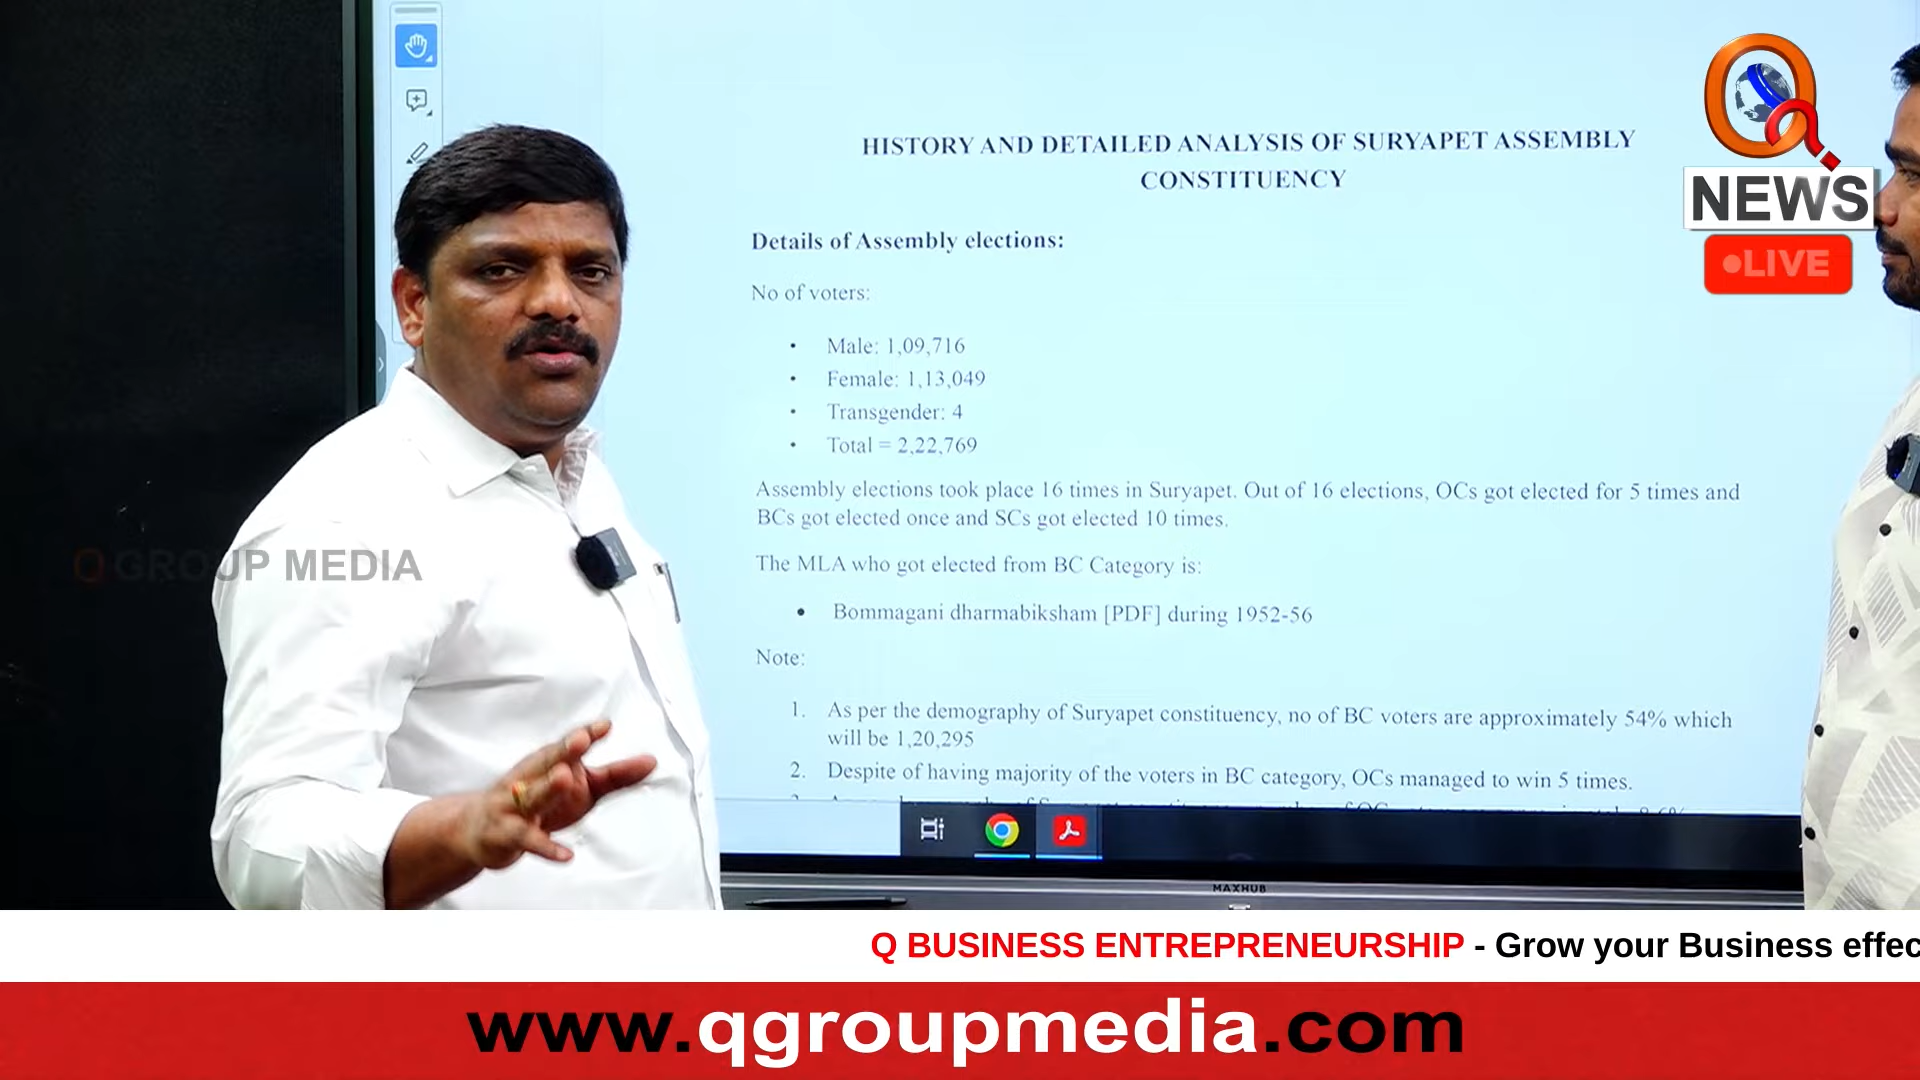 HISTORY AND DETAILED ANALYSIS OF SURYAPET ASSEMBLY
CONSTITUENCY
Details of Assembly elections:
No of voters:
• Male: 1,09,716
• Female: 1,13,049
• Transgender: 4
• Total = 2,22,769
Assembly elections took place 16 times in Suryapet. Out of 16 elections, OCs got elected for 5 times and
BCs got elected once and SCs got elected 10 times.
The MLA who got elected from BC Category is:
• Bommagani dharmabiksham [PDF] during 1952-56
Note:
1. As per the demography of Suryapet constituency, no of BC voters are approximately 54% which
will be 1,20,295
2. Despite of having majority of the voters in BC category, OCs managed to win 5 times.
MAXHUB
Q
NEWS
LIVE
Q GROUP MEDIA
Q BUSINESS ENTREPRENEURSHIP - Grow your Business effec
www.qgroupmedia.com